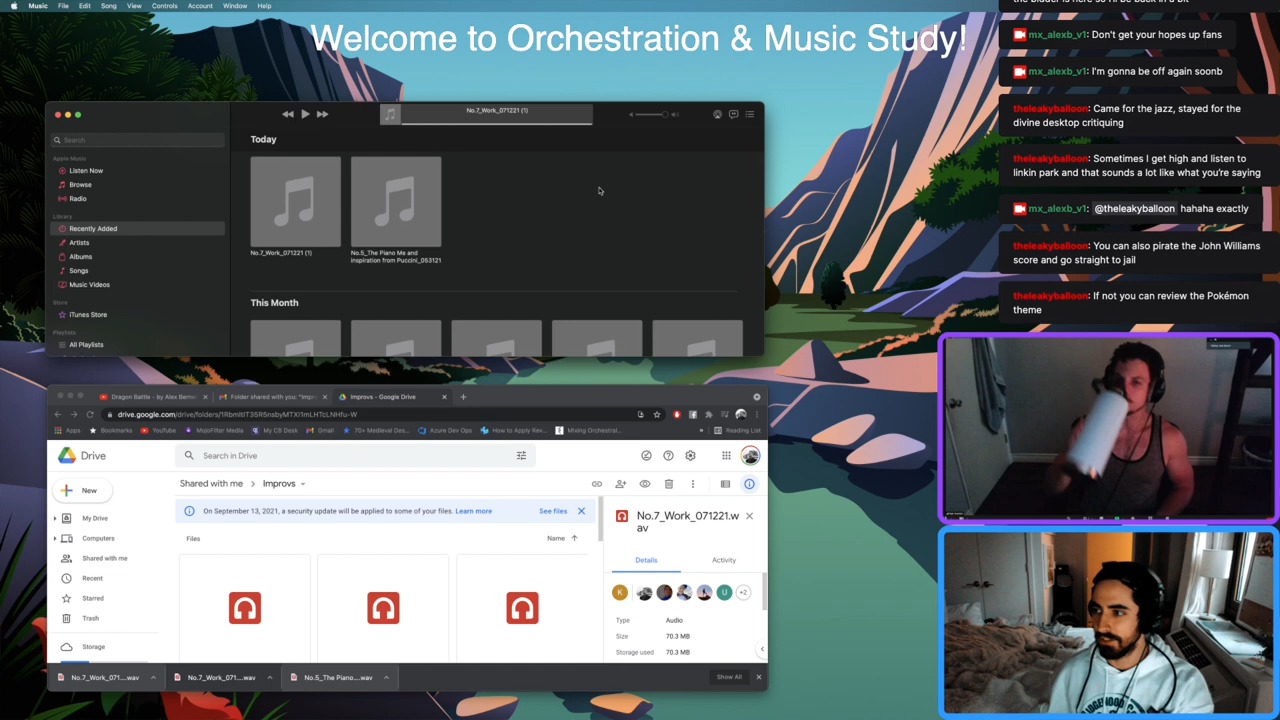 Music File Edit Song View Controls Account Window Help
Welcome to Orchestration & Music Study!
No.7_Work_071221 (1)
Search
Apple Music
Listen Now
Browse
Radio
Library
Recently Added
Artists
Albums
Songs
Music Videos
Store
iTunes Store
Playlists
All Playlists
Today
No.7_Work_071221 (1)
No.5_The Piano Me and
inspiration from Puccini_053121
This Month
Dragon Battle - by Alex Berne
Folder shared with you: "Impro
Improvs - Google Drive
Apps Bookmarks YouTube MojoFilter Media My CB Desk Gmail 70+ Medieval Des... Azure Dev Ops How to Apply Rev... Mixing Orchestral... » Reading List
Drive
Search in Drive
New
My Drive
Computers
Shared with me
Recent
Starred
Trash
Storage
Shared with me > Improvs
On September 13, 2021, a security update will be applied to some of your files. Learn more See files
Files Name
No.7_Work_071221.w
av
Details Activity
K U +2
Type Audio
Size 70.3 MB
Storage used 70.3 MB
No.7_Work_071....wav
No.7_Work_071....wav
No.5_The Piano....wav
Show All
mx_alexb_v1: Don't get your hopes up fans
mx_alexb_v1: I'm gonna be off again soonb
theleakyballoon: Came for the jazz, stayed for the
divine desktop critiquing
theleakyballoon: Sometimes I get high and listen to
linkin park and that sounds a lot like what you're saying
mx_alexb_v1: @theleakyballoon hahaha exactly
theleakyballoon: You can also pirate the John Williams
score and go straight to jail
theleakyballoon: If not you can review the Pokémon
theme